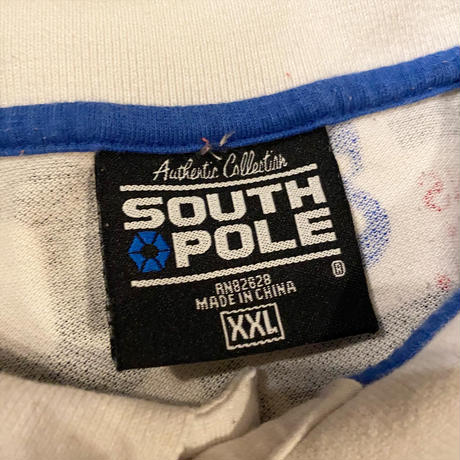 Authentic Collection
SOUTH
POLE
®
RN82628
MADE IN CHINA
XXL